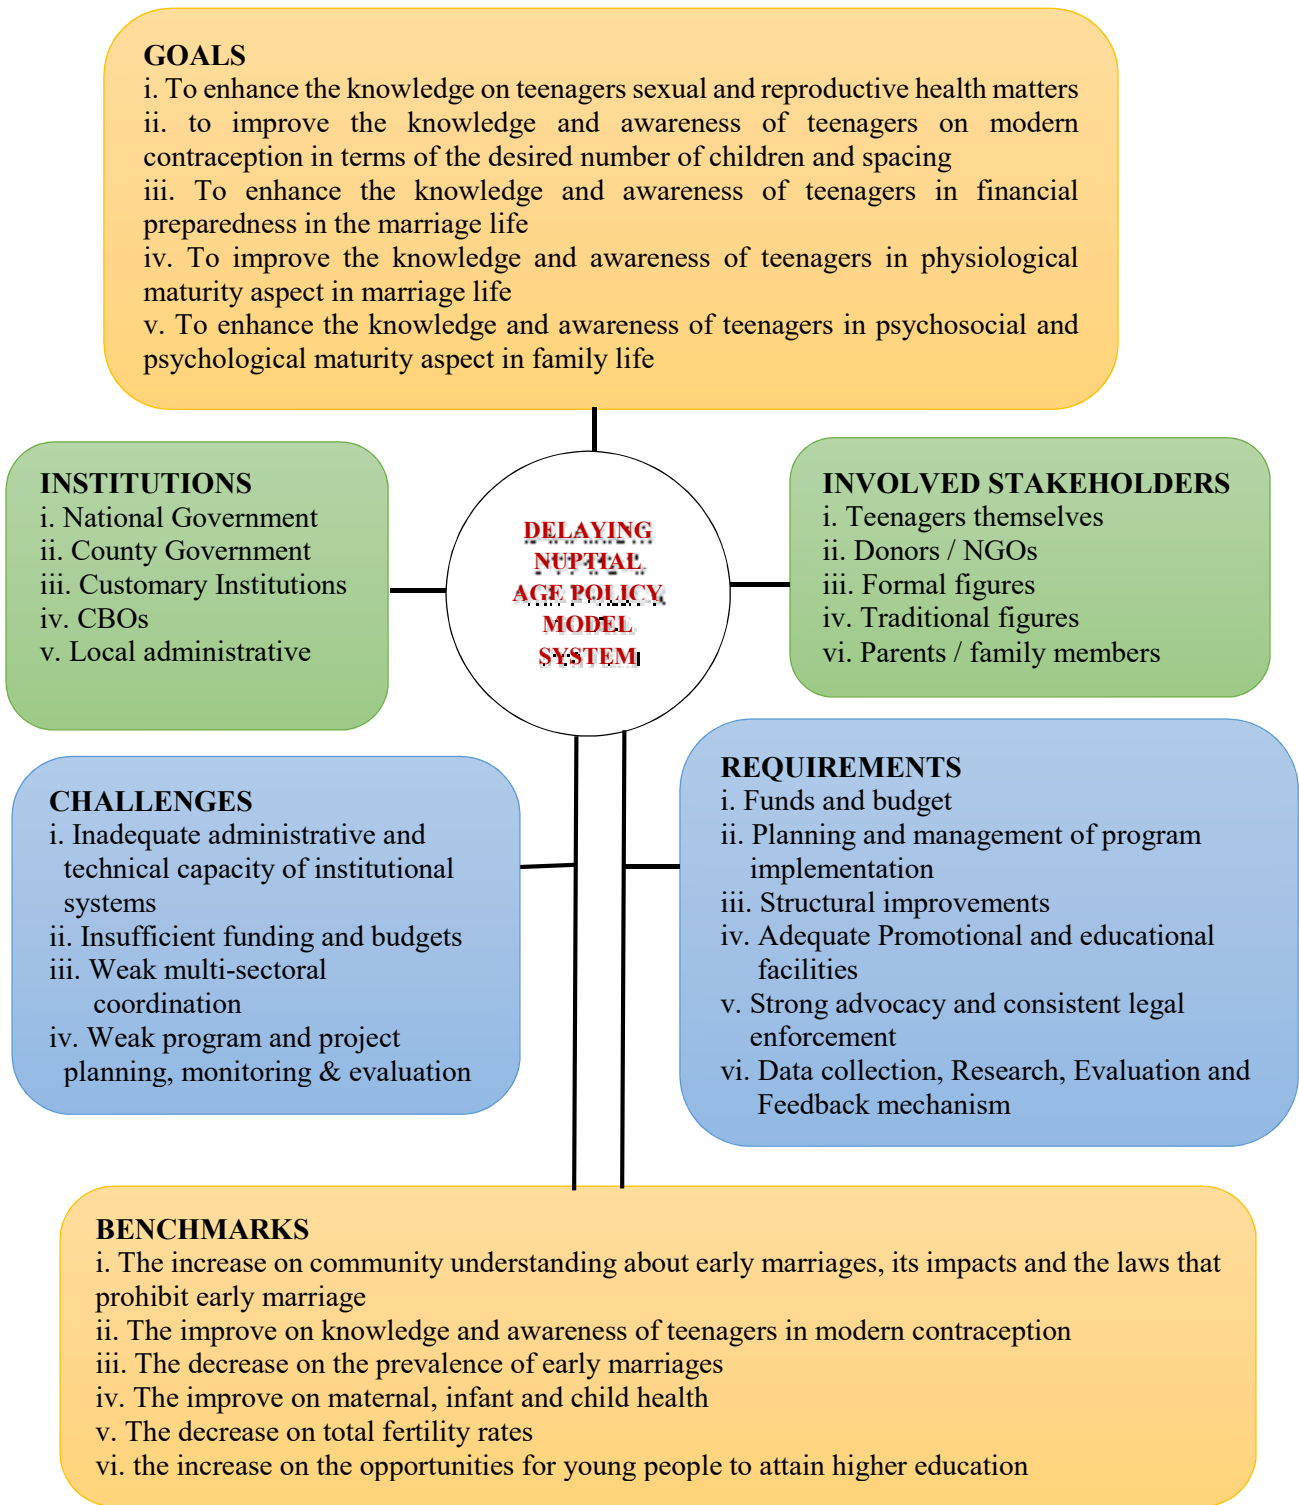 GOALS
i. To enhance the knowledge on teenagers sexual and reproductive health matters
ii. to improve the knowledge and awareness of teenagers on modern
contraception in terms of the desired number of children and spacing
iii. To enhance the knowledge and awareness of teenagers in financial
preparedness in the marriage life
iv. To improve the knowledge and awareness of teenagers in physiological
maturity aspect in marriage life
v. To enhance the knowledge and awareness of teenagers in psychosocial and
psychological maturity aspect in family life
INSTITUTIONS
i. National Government
ii. County Government
iii. Customary Institutions
iv. CBOs
v. Local administrative
DELAYING
NUPTIAL
AGE POLICY
MODEL
SYSTEM
INVOLVED STAKEHOLDERS
i. Teenagers themselves
ii. Donors / NGOs
iii. Formal figures
iv. Traditional figures
vi. Parents / family members
CHALLENGES
i. Inadequate administrative and
technical capacity of institutional
systems
ii. Insufficient funding and budgets
iii. Weak multi-sectoral
coordination
iv. Weak program and project
planning, monitoring & evaluation
REQUIREMENTS
i. Funds and budget
ii. Planning and management of program
implementation
iii. Structural improvements
iv. Adequate Promotional and educational
facilities
v. Strong advocacy and consistent legal
enforcement
vi. Data collection, Research, Evaluation and
Feedback mechanism
BENCHMARKS
i. The increase on community understanding about early marriages, its impacts and the laws that
prohibit early marriage
ii. The improve on knowledge and awareness of teenagers in modern contraception
iii. The decrease on the prevalence of early marriages
iv. The improve on maternal, infant and child health
v. The decrease on total fertility rates
vi. the increase on the opportunities for young people to attain higher education